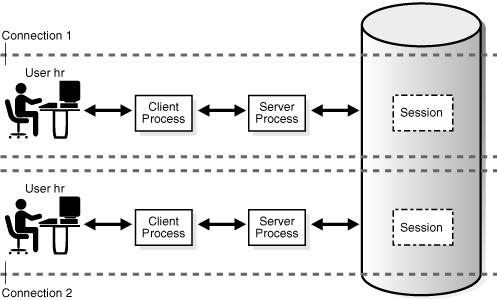 Connection 1
User hr
Client
Process
Server
Process
Session
User hr
Client
Process
Server
Process
Session
Connection 2